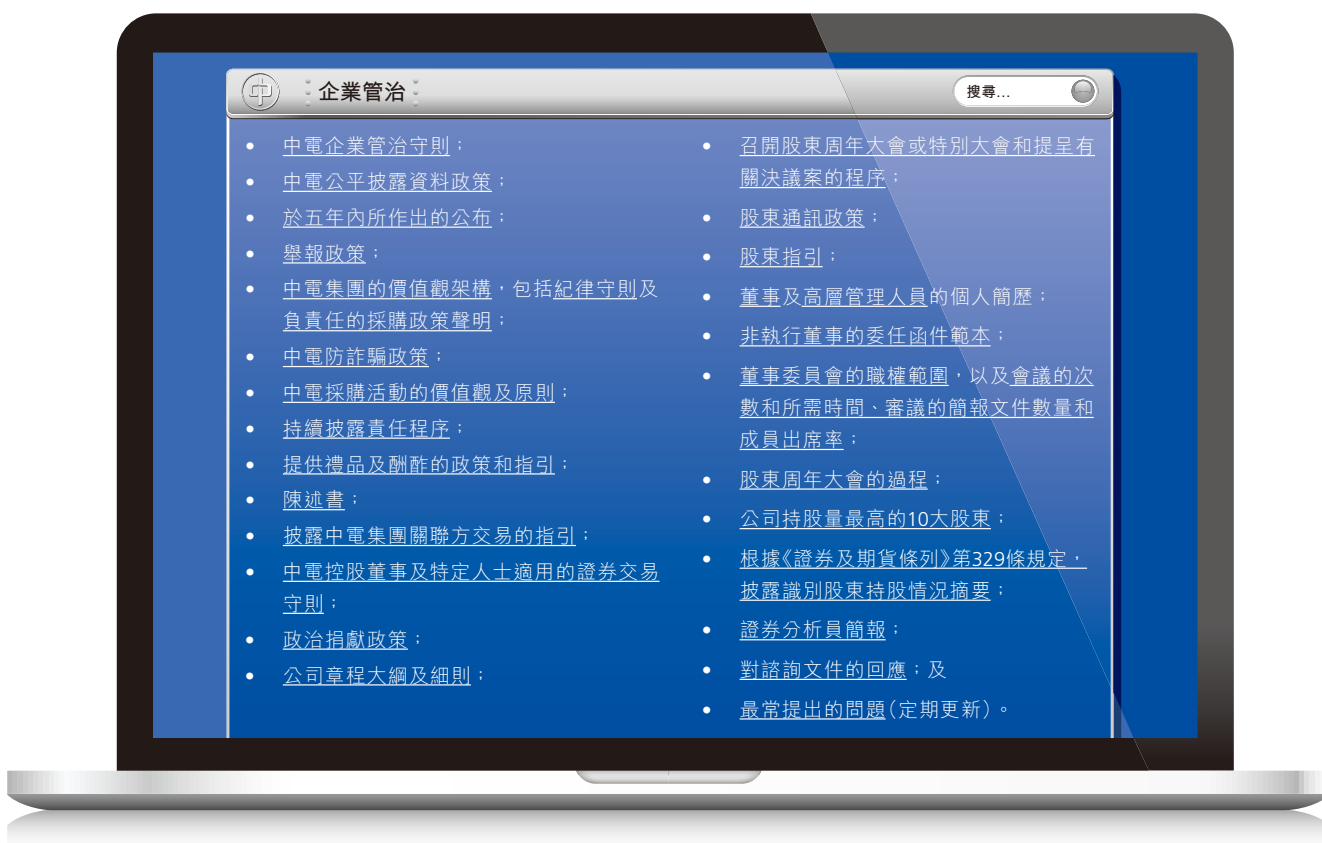 中
企業管治
搜尋...
• 中電企業管治守則；
• 中電公平披露資料政策；
• 於五年內所作出的公布；
• 舉報政策；
• 中電集團的價值觀架構，包括紀律守則及
負責任的採購政策聲明；
• 中電防詐騙政策；
• 中電採購活動的價值觀及原則；
• 持續披露責任程序；
• 提供禮品及酬酢的政策和指引；
• 陳述書；
• 披露中電集團關聯方交易的指引；
• 中電控股董事及特定人士適用的證券交易
守則；
• 政治捐獻政策；
• 公司章程大綱及細則；
• 召開股東周年大會或特別大會和提呈有
關決議案的程序；
• 股東通訊政策；
• 股東指引；
• 董事及高層管理人員的個人簡歷；
• 非執行董事的委任函件範本；
• 董事委員會的職權範圍，以及會議的次
數和所需時間、審議的簡報文件數量和
成員出席率；
• 股東周年大會的過程；
• 公司持股量最高的10大股東；
• 根據《證券及期貨條列》第329條規定，
披露識別股東持股情況摘要；
• 證券分析員簡報；
• 對諮詢文件的回應；及
• 最常提出的問題（定期更新）。